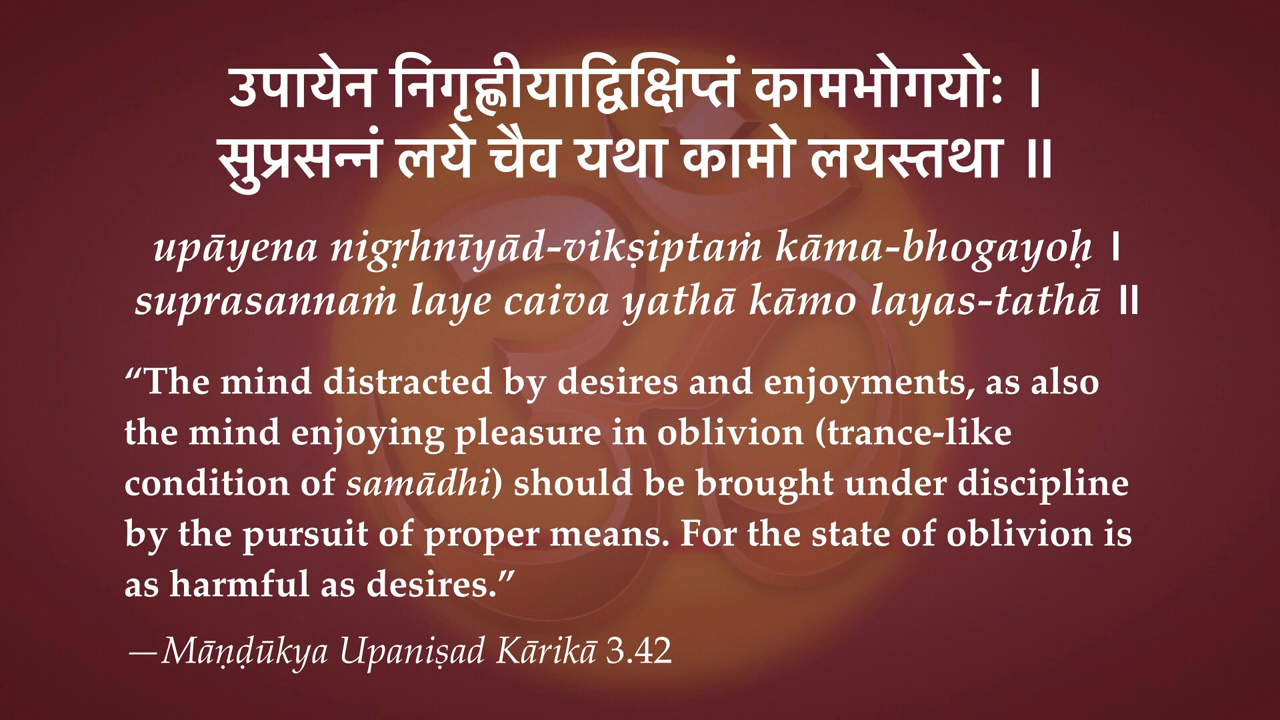 उपायेन निगृह्णीयाद्विक्षिप्तं कामभोगयोः ।
सुप्रसन्नं लये चैव यथा कामो लयस्तथा ॥
upāyena nigṛhnīyād-vikṣiptaṁ kāma-bhogayoḥ ।
suprasannaṁ laye caiva yathā kāmo layas-tathā ॥
“The mind distracted by desires and enjoyments, as also
the mind enjoying pleasure in oblivion (trance-like
condition of samādhi) should be brought under discipline
by the pursuit of proper means. For the state of oblivion is
as harmful as desires.”
—Māṇḍūkya Upaniṣad Kārikā 3.42